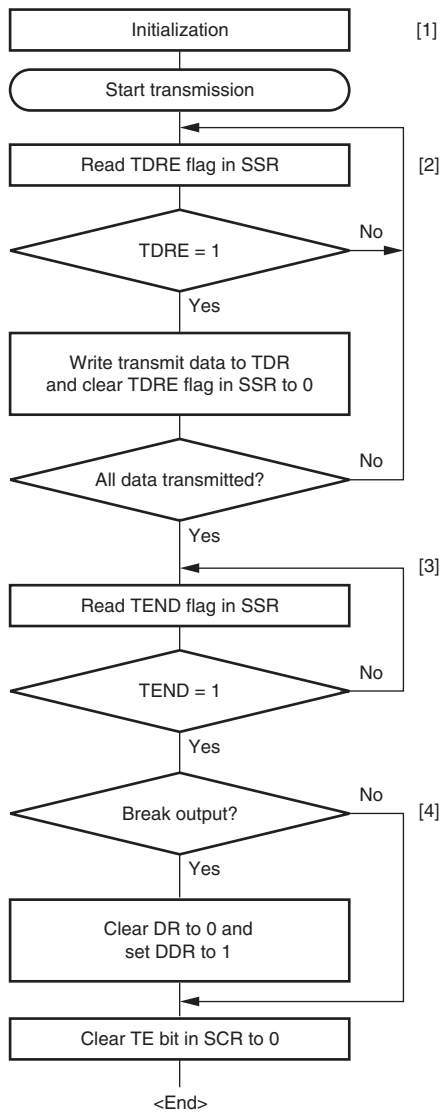 Initialization
[1]
Start transmission
Read TDRE flag in SSR
[2]
TDRE = 1
No
Yes
Write transmit data to TDR
and clear TDRE flag in SSR to 0
All data transmitted?
No
Yes
[3]
Read TEND flag in SSR
TEND = 1
No
Yes
Break output?
No
[4]
Yes
Clear DR to 0 and
set DDR to 1
Clear TE bit in SCR to 0
<End>